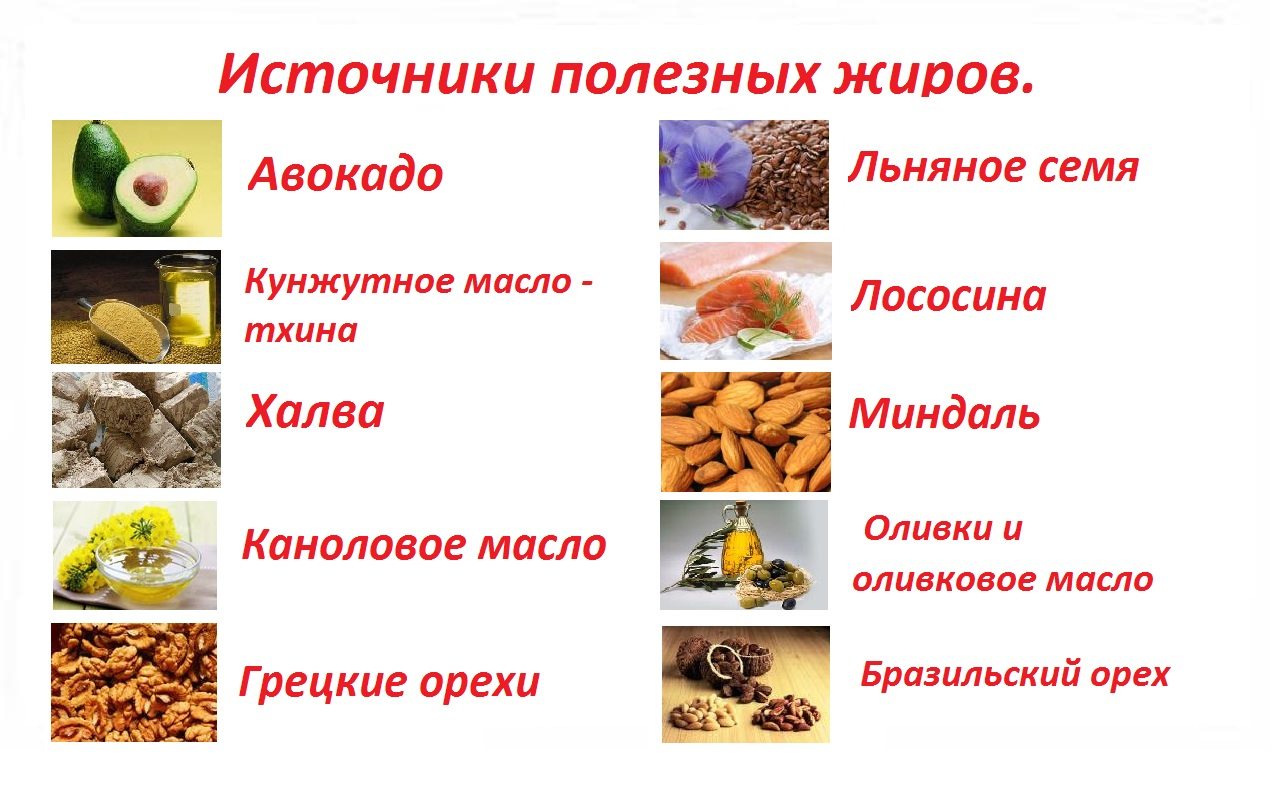 Источники полезных жиров.
Авокадо
Кунжутное масло -
тхина
Халва
Каноловое масло
Грецкие орехи
Льняное семя
Лососина
Миндаль
Оливки и
оливковое масло
Бразильский орех